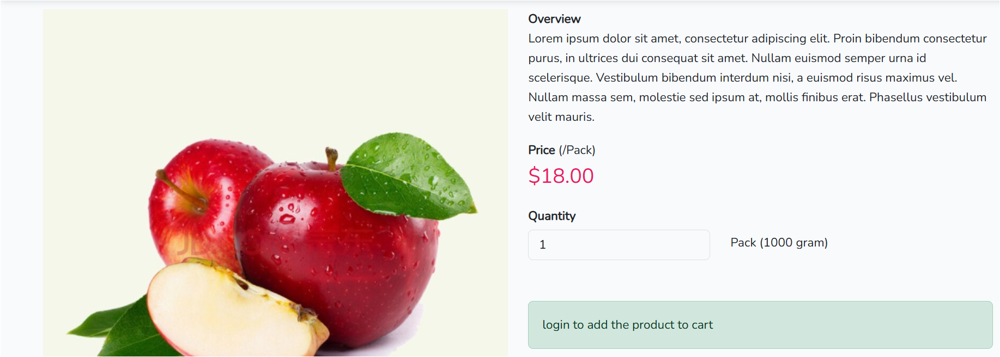 Overview
Lorem ipsum dolor sit amet, consectetur adipiscing elit. Proin bibendum consectetur
purus, in ultrices dui consequat sit amet. Nullam euismod semper urna id
scelerisque. Vestibulum bibendum interdum nisi, a euismod risus maximus vel.
Nullam massa sem, molestie sed ipsum at, mollis finibus erat. Phasellus vestibulum
velit mauris.
Price (/Pack)
$18.00
Quantity
1 Pack (1000 gram)
login to add the product to cart